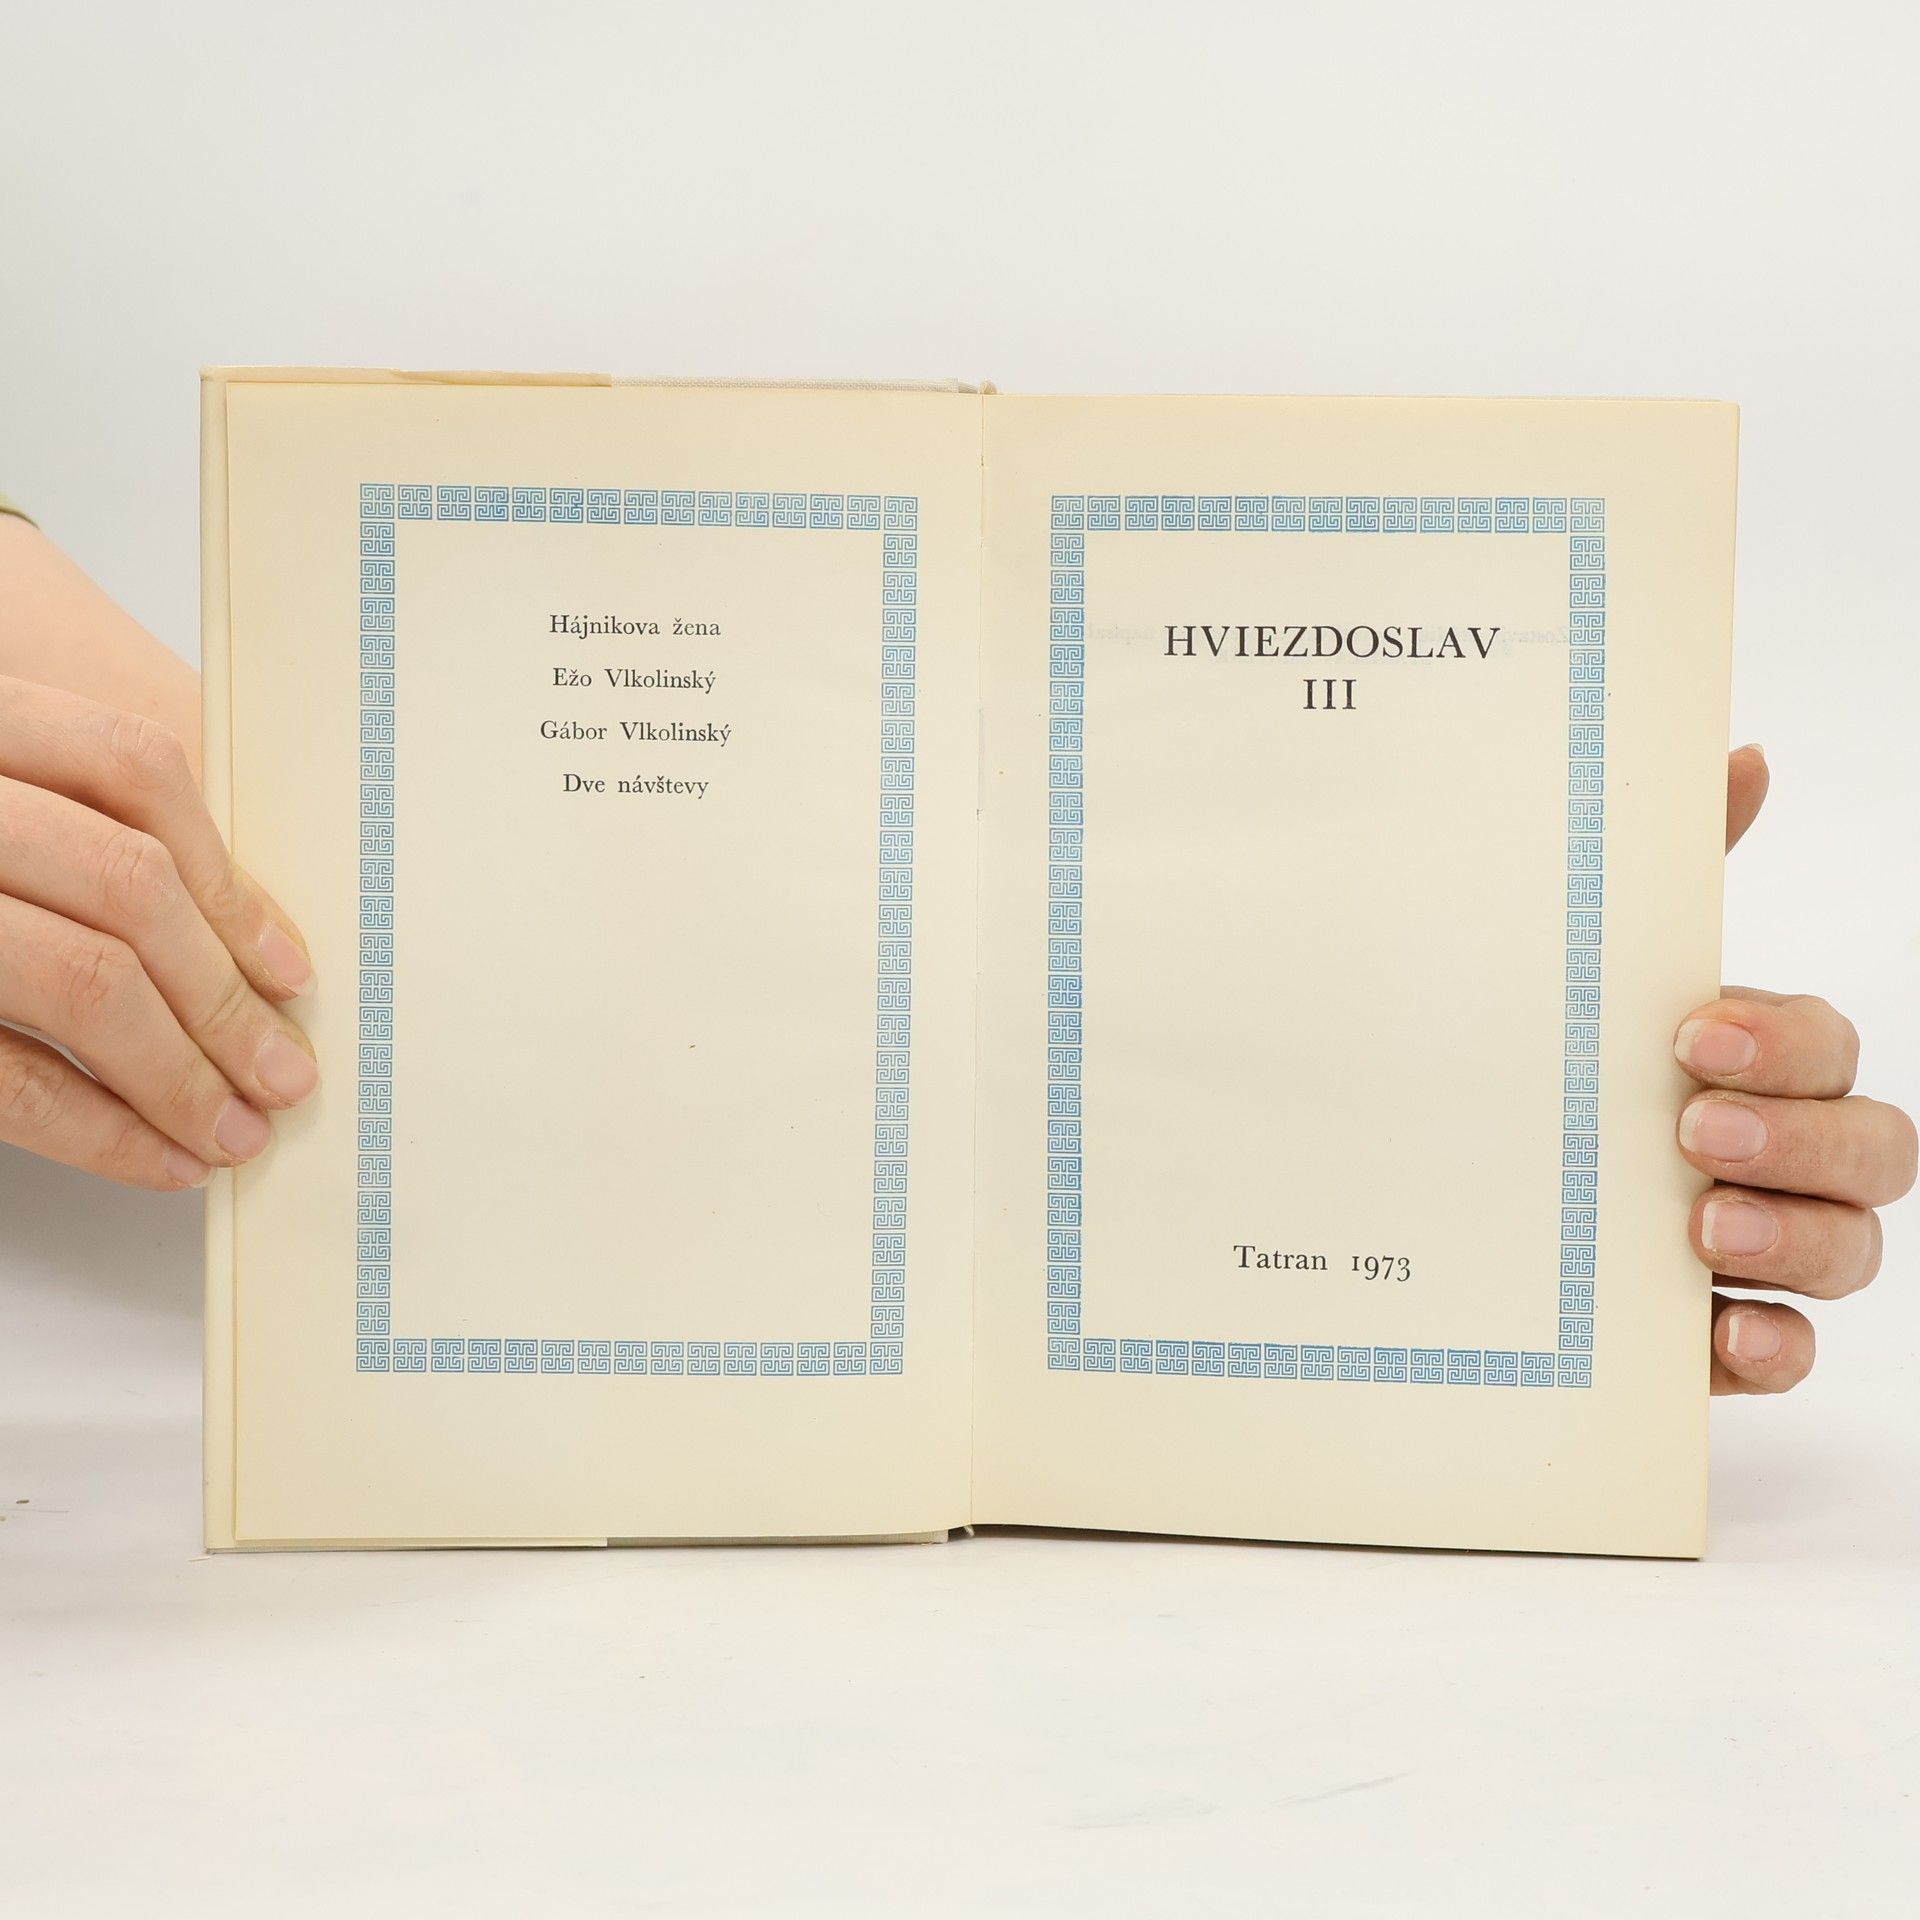 Hájnikova žena
Ežo Vlkolinský
Gábor Vlkolinský
Dve návštevy
HVIEZDOSLAV
III
Tatran 1973